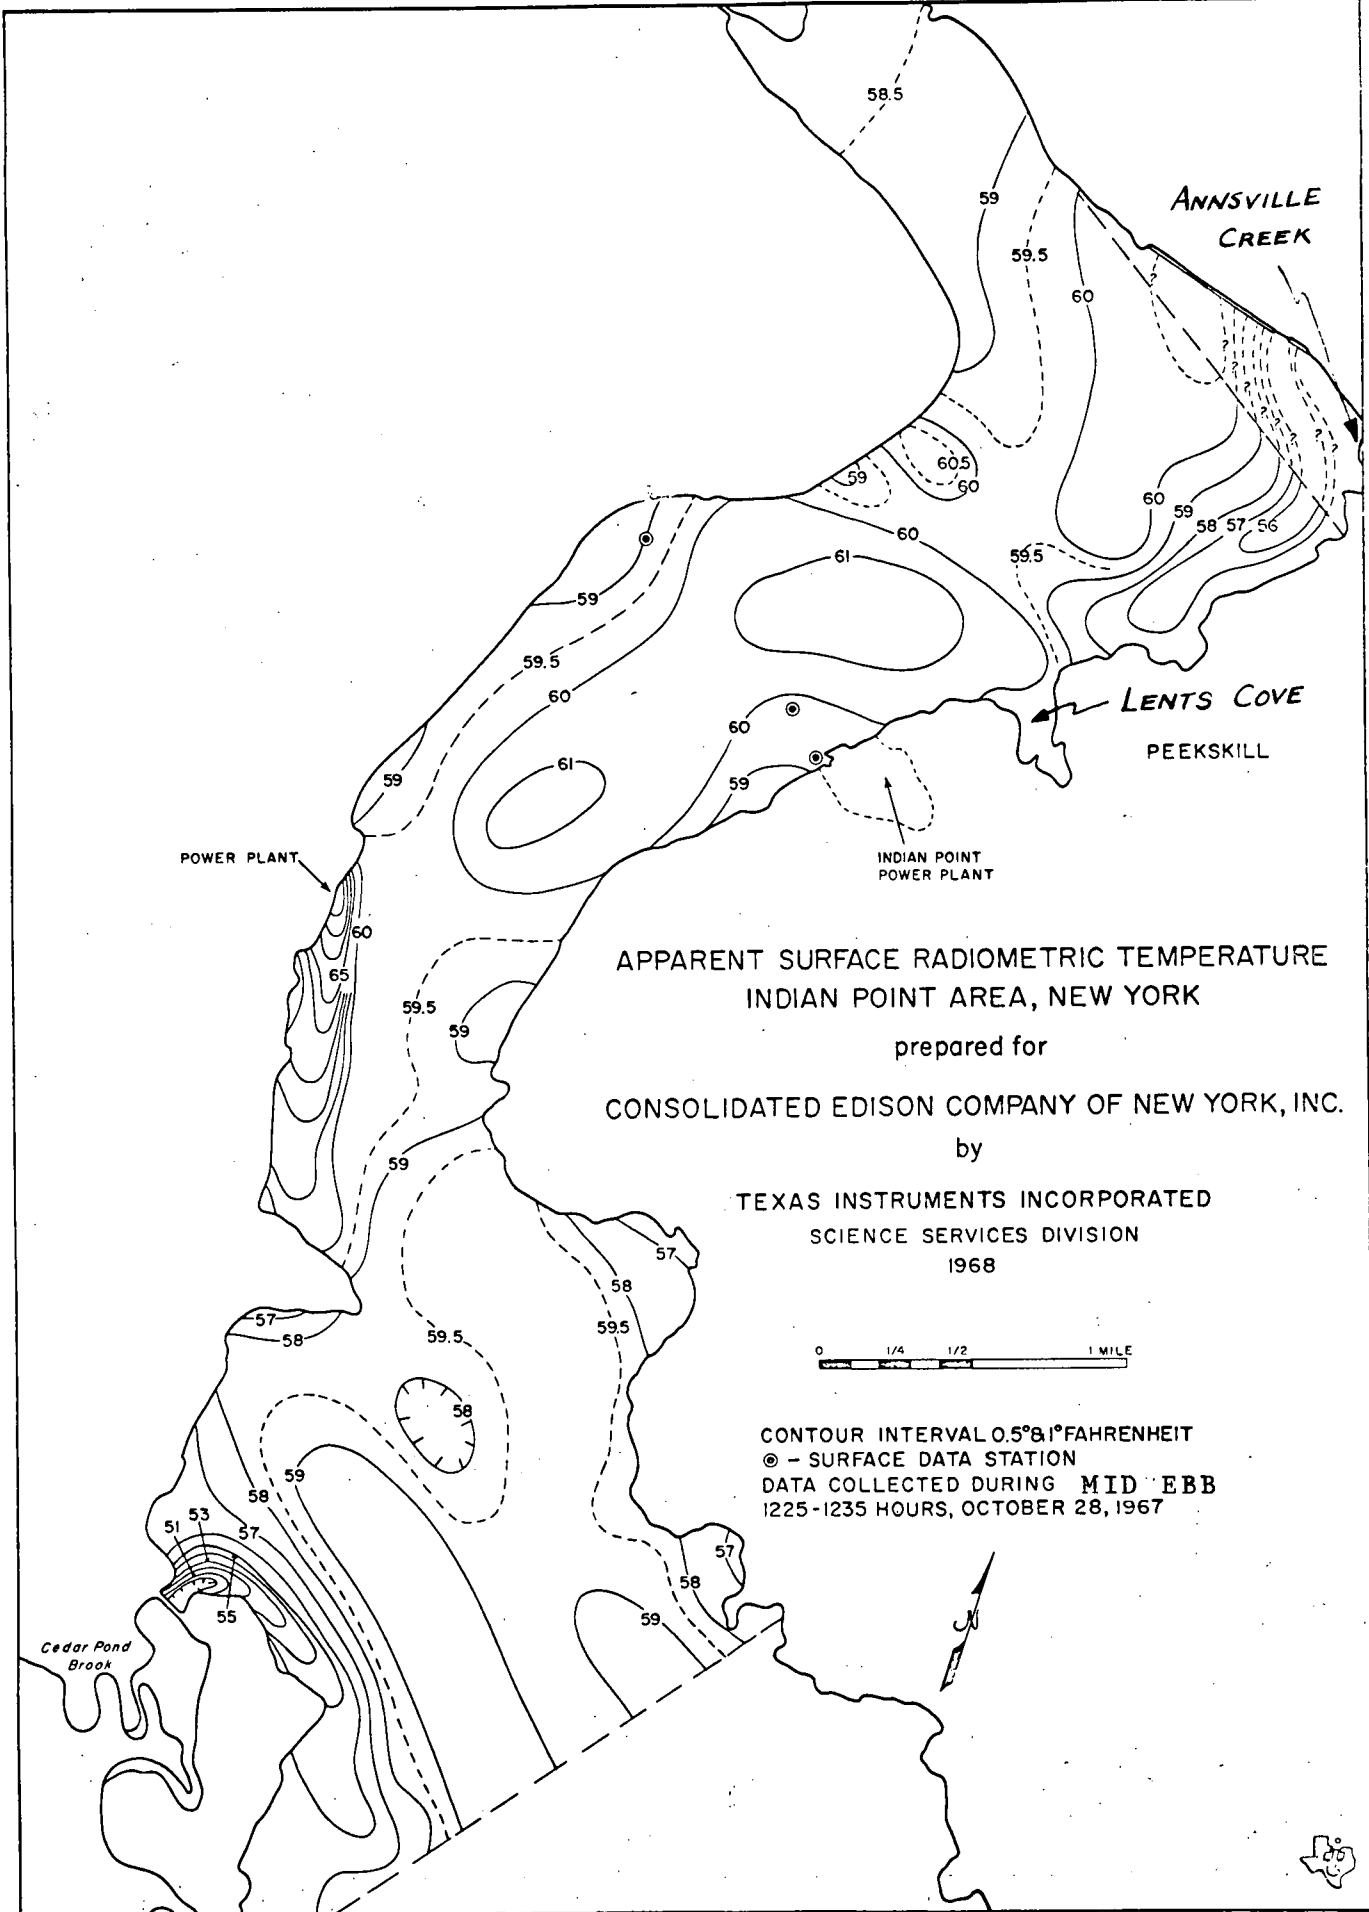 58.5
ANNSVILLE
CREEK
59
59.5
60
?
?
?
?
?
?
?
?
?
60.5
60
59
60
59
58
57
56
60
59.5
61
59
59.5
60
LENTS COVE
60
PEEKSKILL
61
59
59
POWER PLANT
INDIAN POINT
POWER PLANT
60
65
APPARENT SURFACE RADIOMETRIC TEMPERATURE
INDIAN POINT AREA, NEW YORK
59.5
59
prepared for
CONSOLIDATED EDISON COMPANY OF NEW YORK, INC.
by
59
TEXAS INSTRUMENTS INCORPORATED
SCIENCE SERVICES DIVISION
1968
57
58
57
58
59.5
59.5
0 1/4 1/2 1 MILE
58
CONTOUR INTERVAL 0.5°&1°FAHRENHEIT
- SURFACE DATA STATION
DATA COLLECTED DURING MID EBB
1225-1235 HOURS, OCTOBER 28, 1967
59
58
53
51
57
57
58
55
59
N
Cedar Pond
Brook